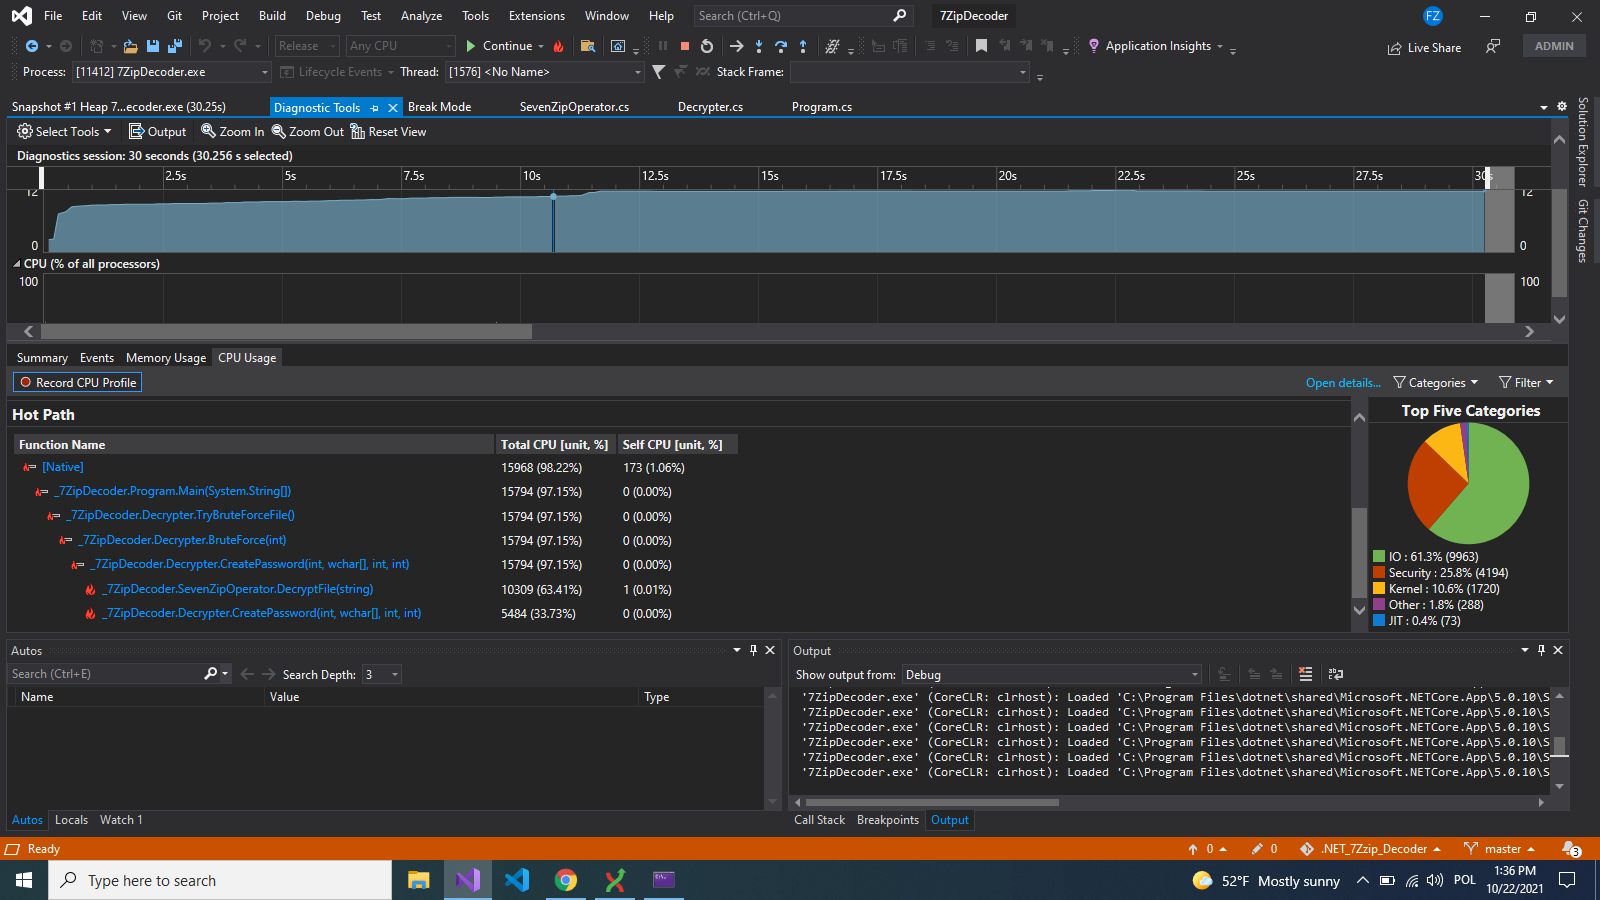 File Edit View Git Project Build Debug Test Analyze Tools Extensions Window Help Search (Ctrl+Q) 7ZipDecoder FZ
Release Any CPU Continue Application Insights Live Share ADMIN
Process: [11412] 7ZipDecoder.exe Lifecycle Events Thread: [1576] <No Name> Stack Frame:
Snapshot #1 Heap 7...ecoder.exe (30.25s) Diagnostic Tools Break Mode SevenZipOperator.cs Decrypter.cs Program.cs
Solution Explorer
Git Changes
Select Tools Output Zoom In Zoom Out Reset View
Diagnostics session: 30 seconds (30.256 s selected)
2.5s 5s 7.5s 10s 12.5s 15s 17.5s 20s 22.5s 25s 27.5s 30s
12 12
0 0
CPU (% of all processors)
100 100
Summary Events Memory Usage CPU Usage
Record CPU Profile Open details... Categories Filter
Hot Path
Function Name Total CPU [unit, %] Self CPU [unit, %]
[Native] 15968 (98.22%) 173 (1.06%)
_7ZipDecoder.Program.Main(System.String[]) 15794 (97.15%) 0 (0.00%)
_7ZipDecoder.Decrypter.TryBruteForceFile() 15794 (97.15%) 0 (0.00%)
_7ZipDecoder.Decrypter.BruteForce(int) 15794 (97.15%) 0 (0.00%)
_7ZipDecoder.Decrypter.CreatePassword(int, wchar[], int, int) 15794 (97.15%) 0 (0.00%)
_7ZipDecoder.SevenZipOperator.DecryptFile(string) 10309 (63.41%) 1 (0.01%)
_7ZipDecoder.Decrypter.CreatePassword(int, wchar[], int, int) 5484 (33.73%) 0 (0.00%)
Top Five Categories
IO : 61.3% (9963)
Security : 25.8% (4194)
Kernel : 10.6% (1720)
Other : 1.8% (288)
JIT : 0.4% (73)
Autos
Search (Ctrl+E) Search Depth: 3
Name Value Type
Autos Locals Watch 1
Output
Show output from: Debug
'7ZipDecoder.exe' (CoreCLR: clrhost): Loaded 'C:\Program Files\dotnet\shared\Microsoft.NETCore.App\5.0.10\S
'7ZipDecoder.exe' (CoreCLR: clrhost): Loaded 'C:\Program Files\dotnet\shared\Microsoft.NETCore.App\5.0.10\S
'7ZipDecoder.exe' (CoreCLR: clrhost): Loaded 'C:\Program Files\dotnet\shared\Microsoft.NETCore.App\5.0.10\S
'7ZipDecoder.exe' (CoreCLR: clrhost): Loaded 'C:\Program Files\dotnet\shared\Microsoft.NETCore.App\5.0.10\S
'7ZipDecoder.exe' (CoreCLR: clrhost): Loaded 'C:\Program Files\dotnet\shared\Microsoft.NETCore.App\5.0.10\S
'7ZipDecoder.exe' (CoreCLR: clrhost): Loaded 'C:\Program Files\dotnet\shared\Microsoft.NETCore.App\5.0.10\S
Call Stack Breakpoints Output
Ready 0 0 .NET_7Zzip_Decoder master 3
Type here to search 52°F Mostly sunny POL 1:36 PM
10/22/2021